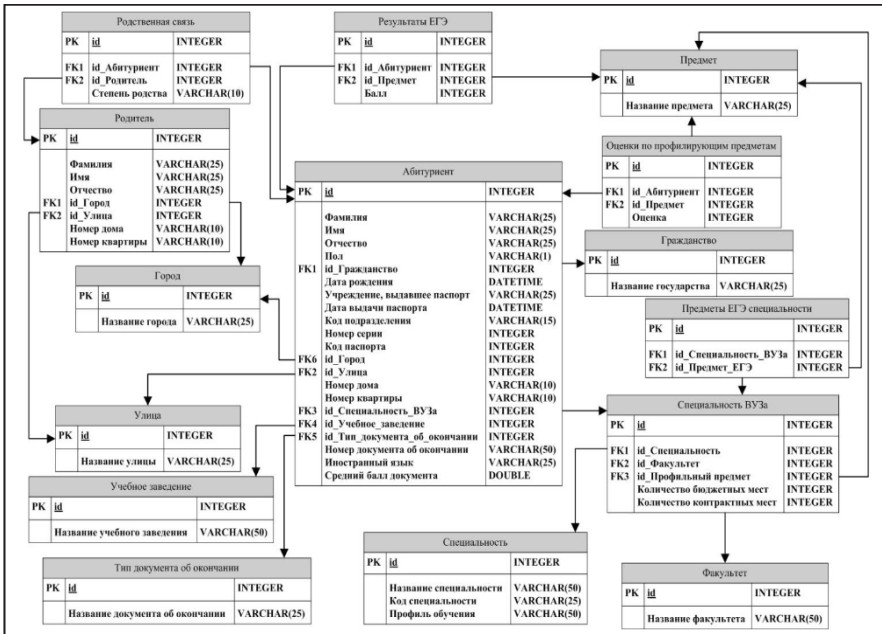 Родственная связь
PK id INTEGER
FK1 id_Абитуриент INTEGER
FK2 id_Родитель INTEGER
Степень родства VARCHAR(10)
Результаты ЕГЭ
PK id INTEGER
FK1 id_Абитуриент INTEGER
FK2 id_Предмет INTEGER
Балл INTEGER
Предмет
PK id INTEGER
Название предмета VARCHAR(25)
Родитель
PK id INTEGER
Фамилия VARCHAR(25)
Имя VARCHAR(25)
Отчество VARCHAR(25)
FK1 id_Город INTEGER
FK2 id_Улица INTEGER
Номер дома VARCHAR(10)
Номер квартиры VARCHAR(10)
Оценки по профилирующим предметам
PK id INTEGER
FK1 id_Абитуриент INTEGER
FK2 id_Предмет INTEGER
Оценка INTEGER
Абитуриент
PK id INTEGER
Фамилия VARCHAR(25)
Имя VARCHAR(25)
Отчество VARCHAR(25)
Пол VARCHAR(1)
FK1 id_Гражданство INTEGER
Дата рождения DATETIME
Учреждение, выдавшее паспорт VARCHAR(25)
Дата выдачи паспорта DATETIME
Код подразделения VARCHAR(15)
Номер серии INTEGER
Код паспорта INTEGER
FK6 id_Город INTEGER
FK2 id_Улица INTEGER
Номер дома VARCHAR(10)
Номер квартиры VARCHAR(10)
FK3 id_Специальность_ВУЗа INTEGER
FK4 id_Учебное_заведение INTEGER
FK5 id_Тип_документа_об_окончании INTEGER
Номер документа об окончании VARCHAR(50)
Иностранный язык VARCHAR(25)
Средний балл документа DOUBLE
Гражданство
PK id INTEGER
Название государства VARCHAR(25)
Город
PK id INTEGER
Название города VARCHAR(25)
Предметы ЕГЭ специальности
PK id INTEGER
FK1 id_Специальность_ВУЗа INTEGER
FK2 id_Предмет_ЕГЭ INTEGER
Улица
PK id INTEGER
Название улицы VARCHAR(25)
Специальность ВУЗа
PK id INTEGER
FK1 id_Специальность INTEGER
FK2 id_Факультет INTEGER
FK3 id_Профильный предмет INTEGER
Количество бюджетных мест INTEGER
Количество контрактных мест INTEGER
Учебное заведение
PK id INTEGER
Название учебного заведения VARCHAR(50)
Специальность
PK id INTEGER
Название специальности VARCHAR(50)
Код специальности VARCHAR(25)
Профиль обучения VARCHAR(50)
Тип документа об окончании
PK id INTEGER
Название документа об окончании VARCHAR(25)
Факультет
PK id INTEGER
Название факультета VARCHAR(50)